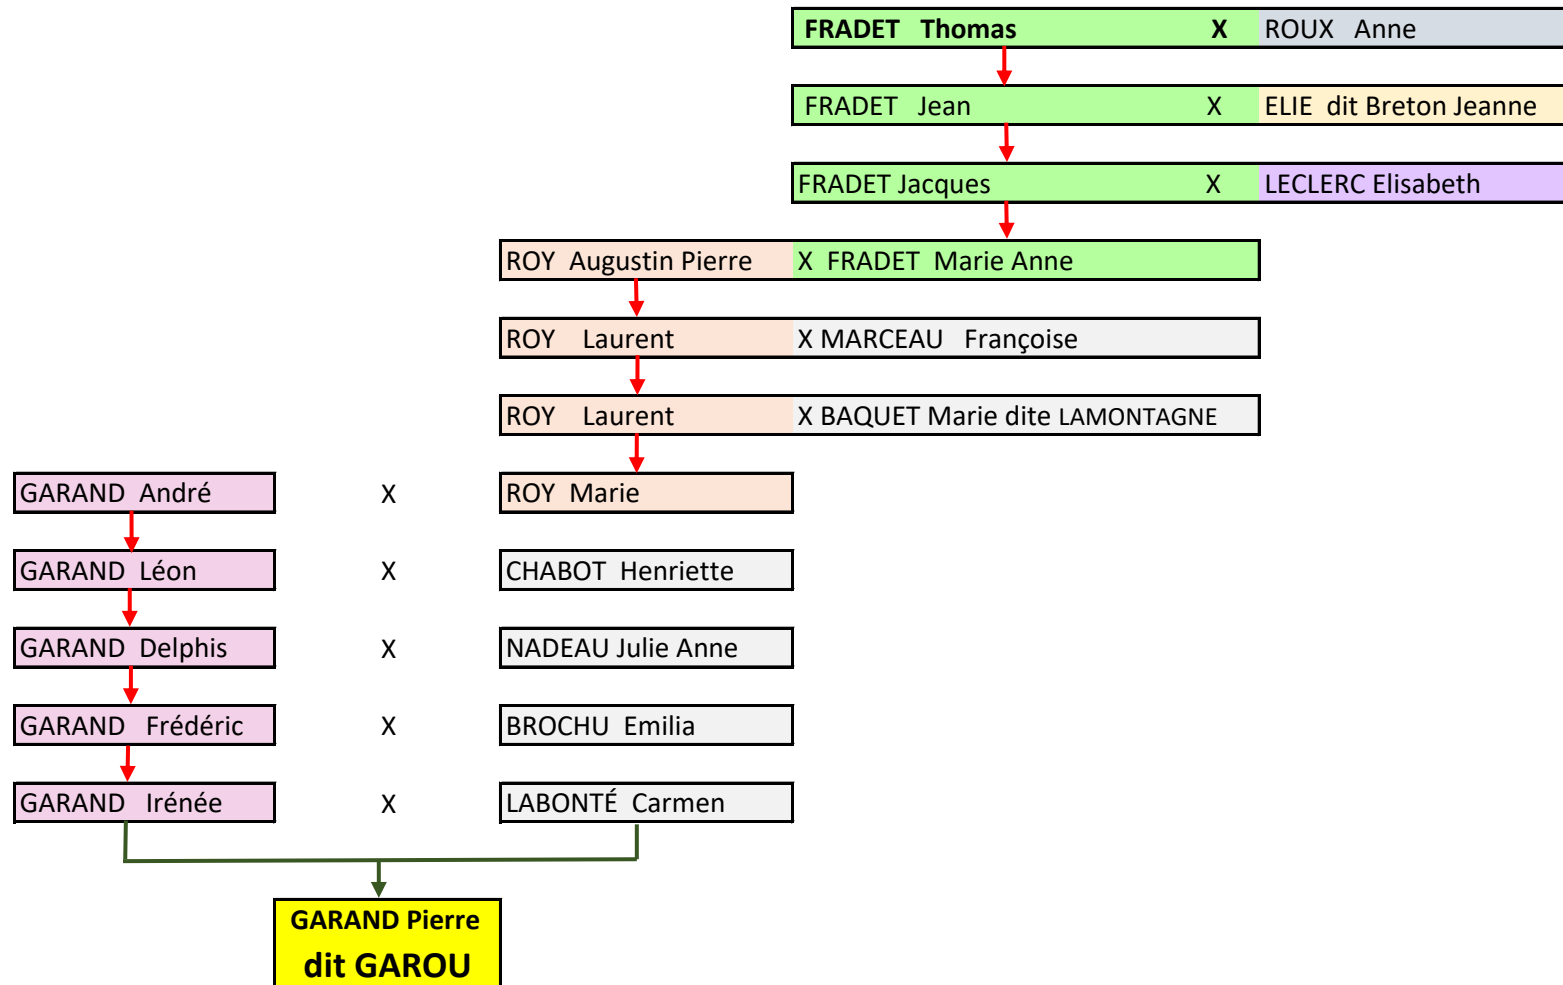 FRADET Thomas X ROUX Anne
FRADET Jean X ELIE dit Breton Jeanne
FRADET Jacques X LECLERC Elisabeth
ROY Augustin Pierre X FRADET Marie Anne
ROY Laurent X MARCEAU Françoise
ROY Laurent X BAQUET Marie dite LAMONTAGNE
GARAND André X ROY Marie
GARAND Léon X CHABOT Henriette
GARAND Delphis X NADEAU Julie Anne
GARAND Frédéric X BROCHU Emilia
GARAND Irénée X LABONTÉ Carmen
GARAND Pierre
dit GAROU